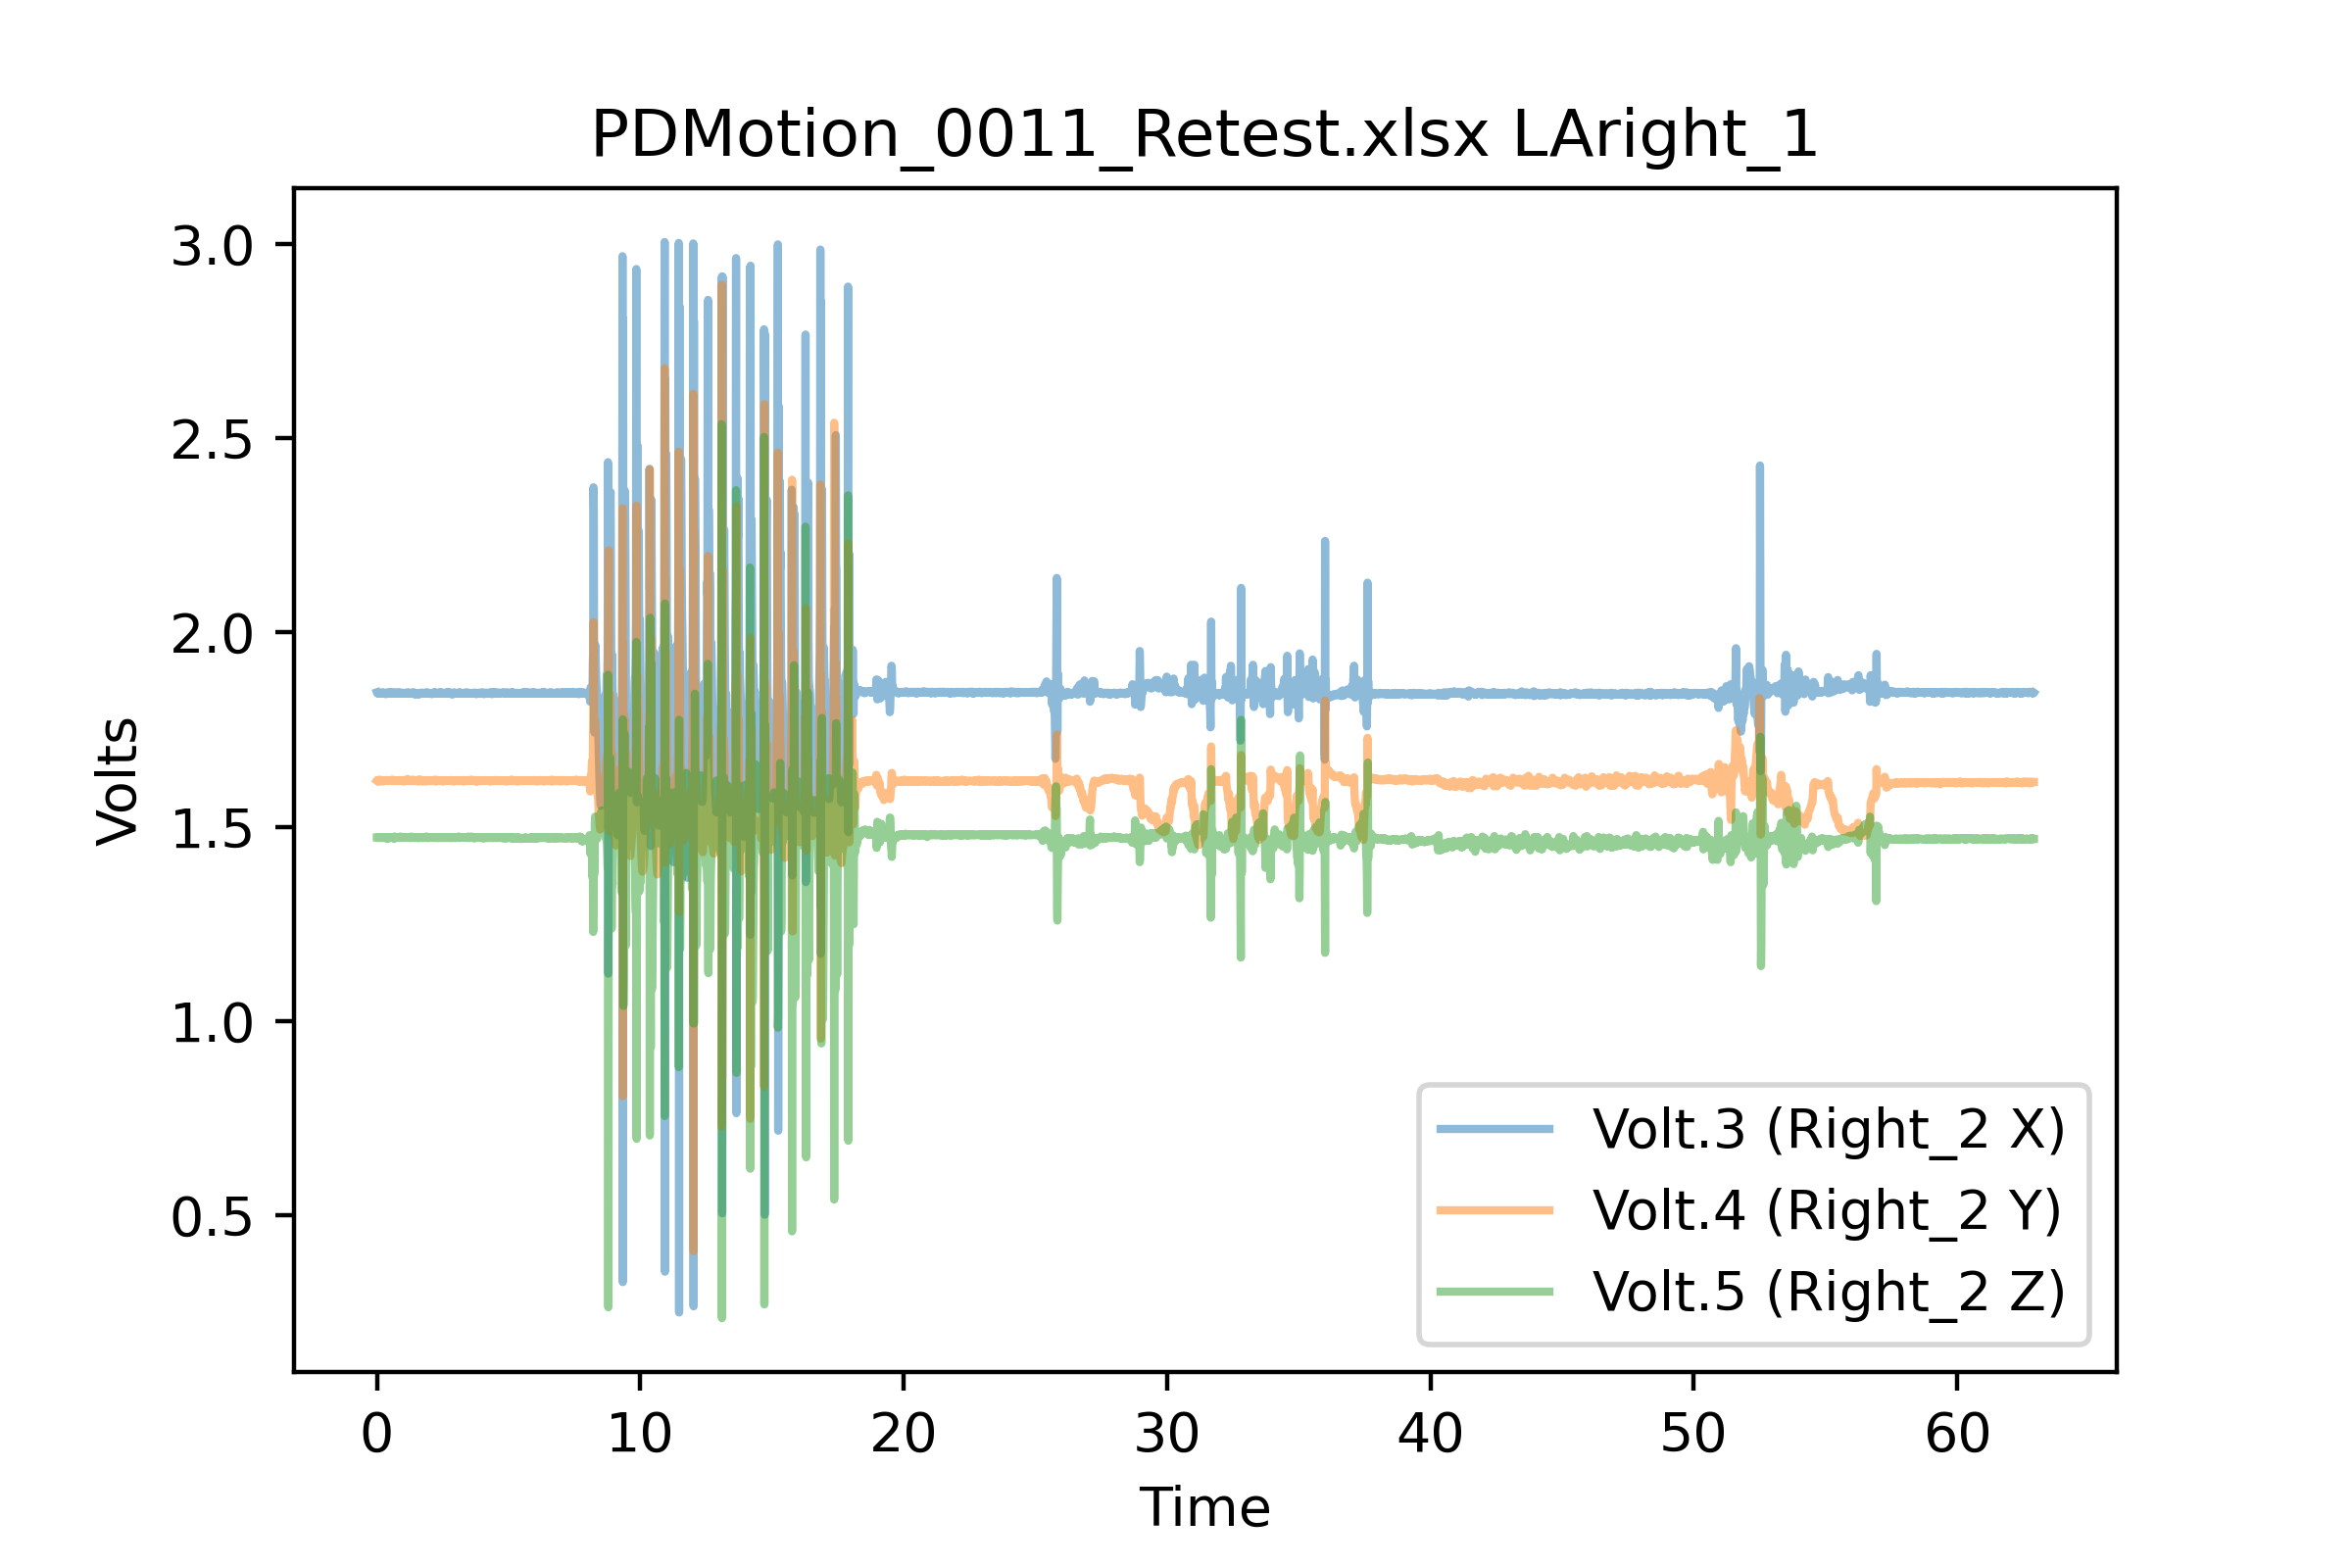 PDMotion_0011_Retest.xlsx LAright_1
3.0
2.5
2.0
1.5
1.0
0.5
Volts
0 10 20 30 40 50 60
Time
Volt.3 (Right_2 X)
Volt.4 (Right_2 Y)
Volt.5 (Right_2 Z)